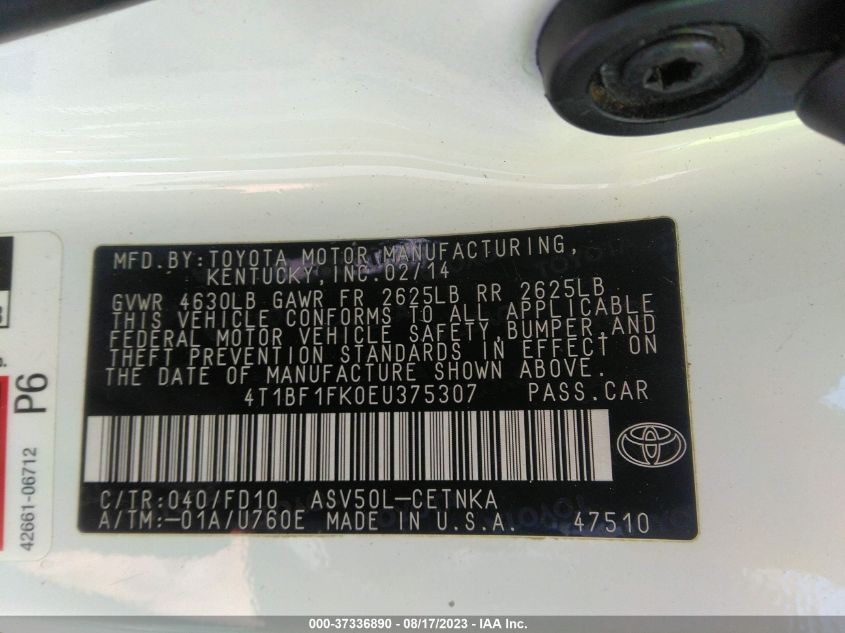 MFD.BY:TOYOTA MOTOR MANUFACTURING,
KENTUCKY,INC.02/14
GVWR 4630LB GAWR FR 2625LB RR 2625LB
THIS VEHICLE CONFORMS TO ALL APPLICABLE
FEDERAL MOTOR VEHICLE SAFETY,BUMPER,AND
THEFT PREVENTION STANDARDS IN EFFECT ON
THE DATE OF MANUFACTURE SHOWN ABOVE.
4T1BF1FK0EU375307 PASS.CAR
C/TR:040/FD10 ASV50L-CETNKA
A/TM:-01A/U760E MADE IN U.S.A. 47510
P6
42661-06712
000-37336890 - 08/17/2023 - IAA Inc.